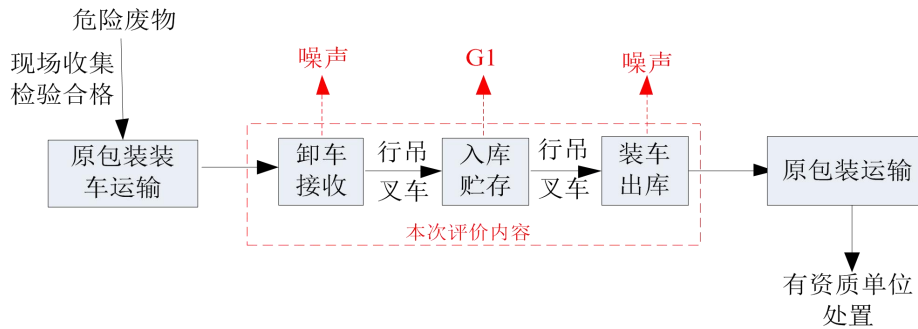 危险废物
现场收集
检验合格
噪声
G1
噪声
原包装装
车运输
卸车
接收
行吊
叉车
入库
贮存
行吊
叉车
装车
出库
原包装运输
本次评价内容
有资质单位
处置